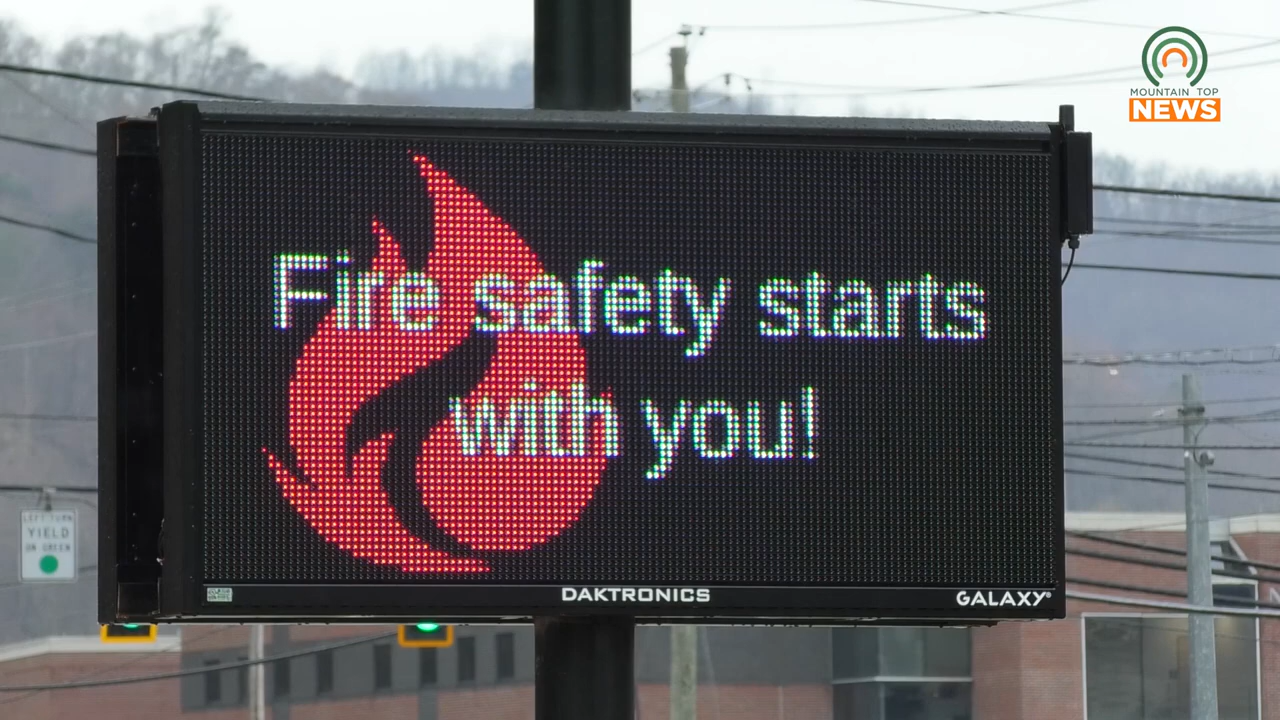 MOUNTAIN TOP
NEWS
Fire safety starts
with you!
LEFT TURN
YIELD
ON GREEN
DAKTRONICS
GALAXY®